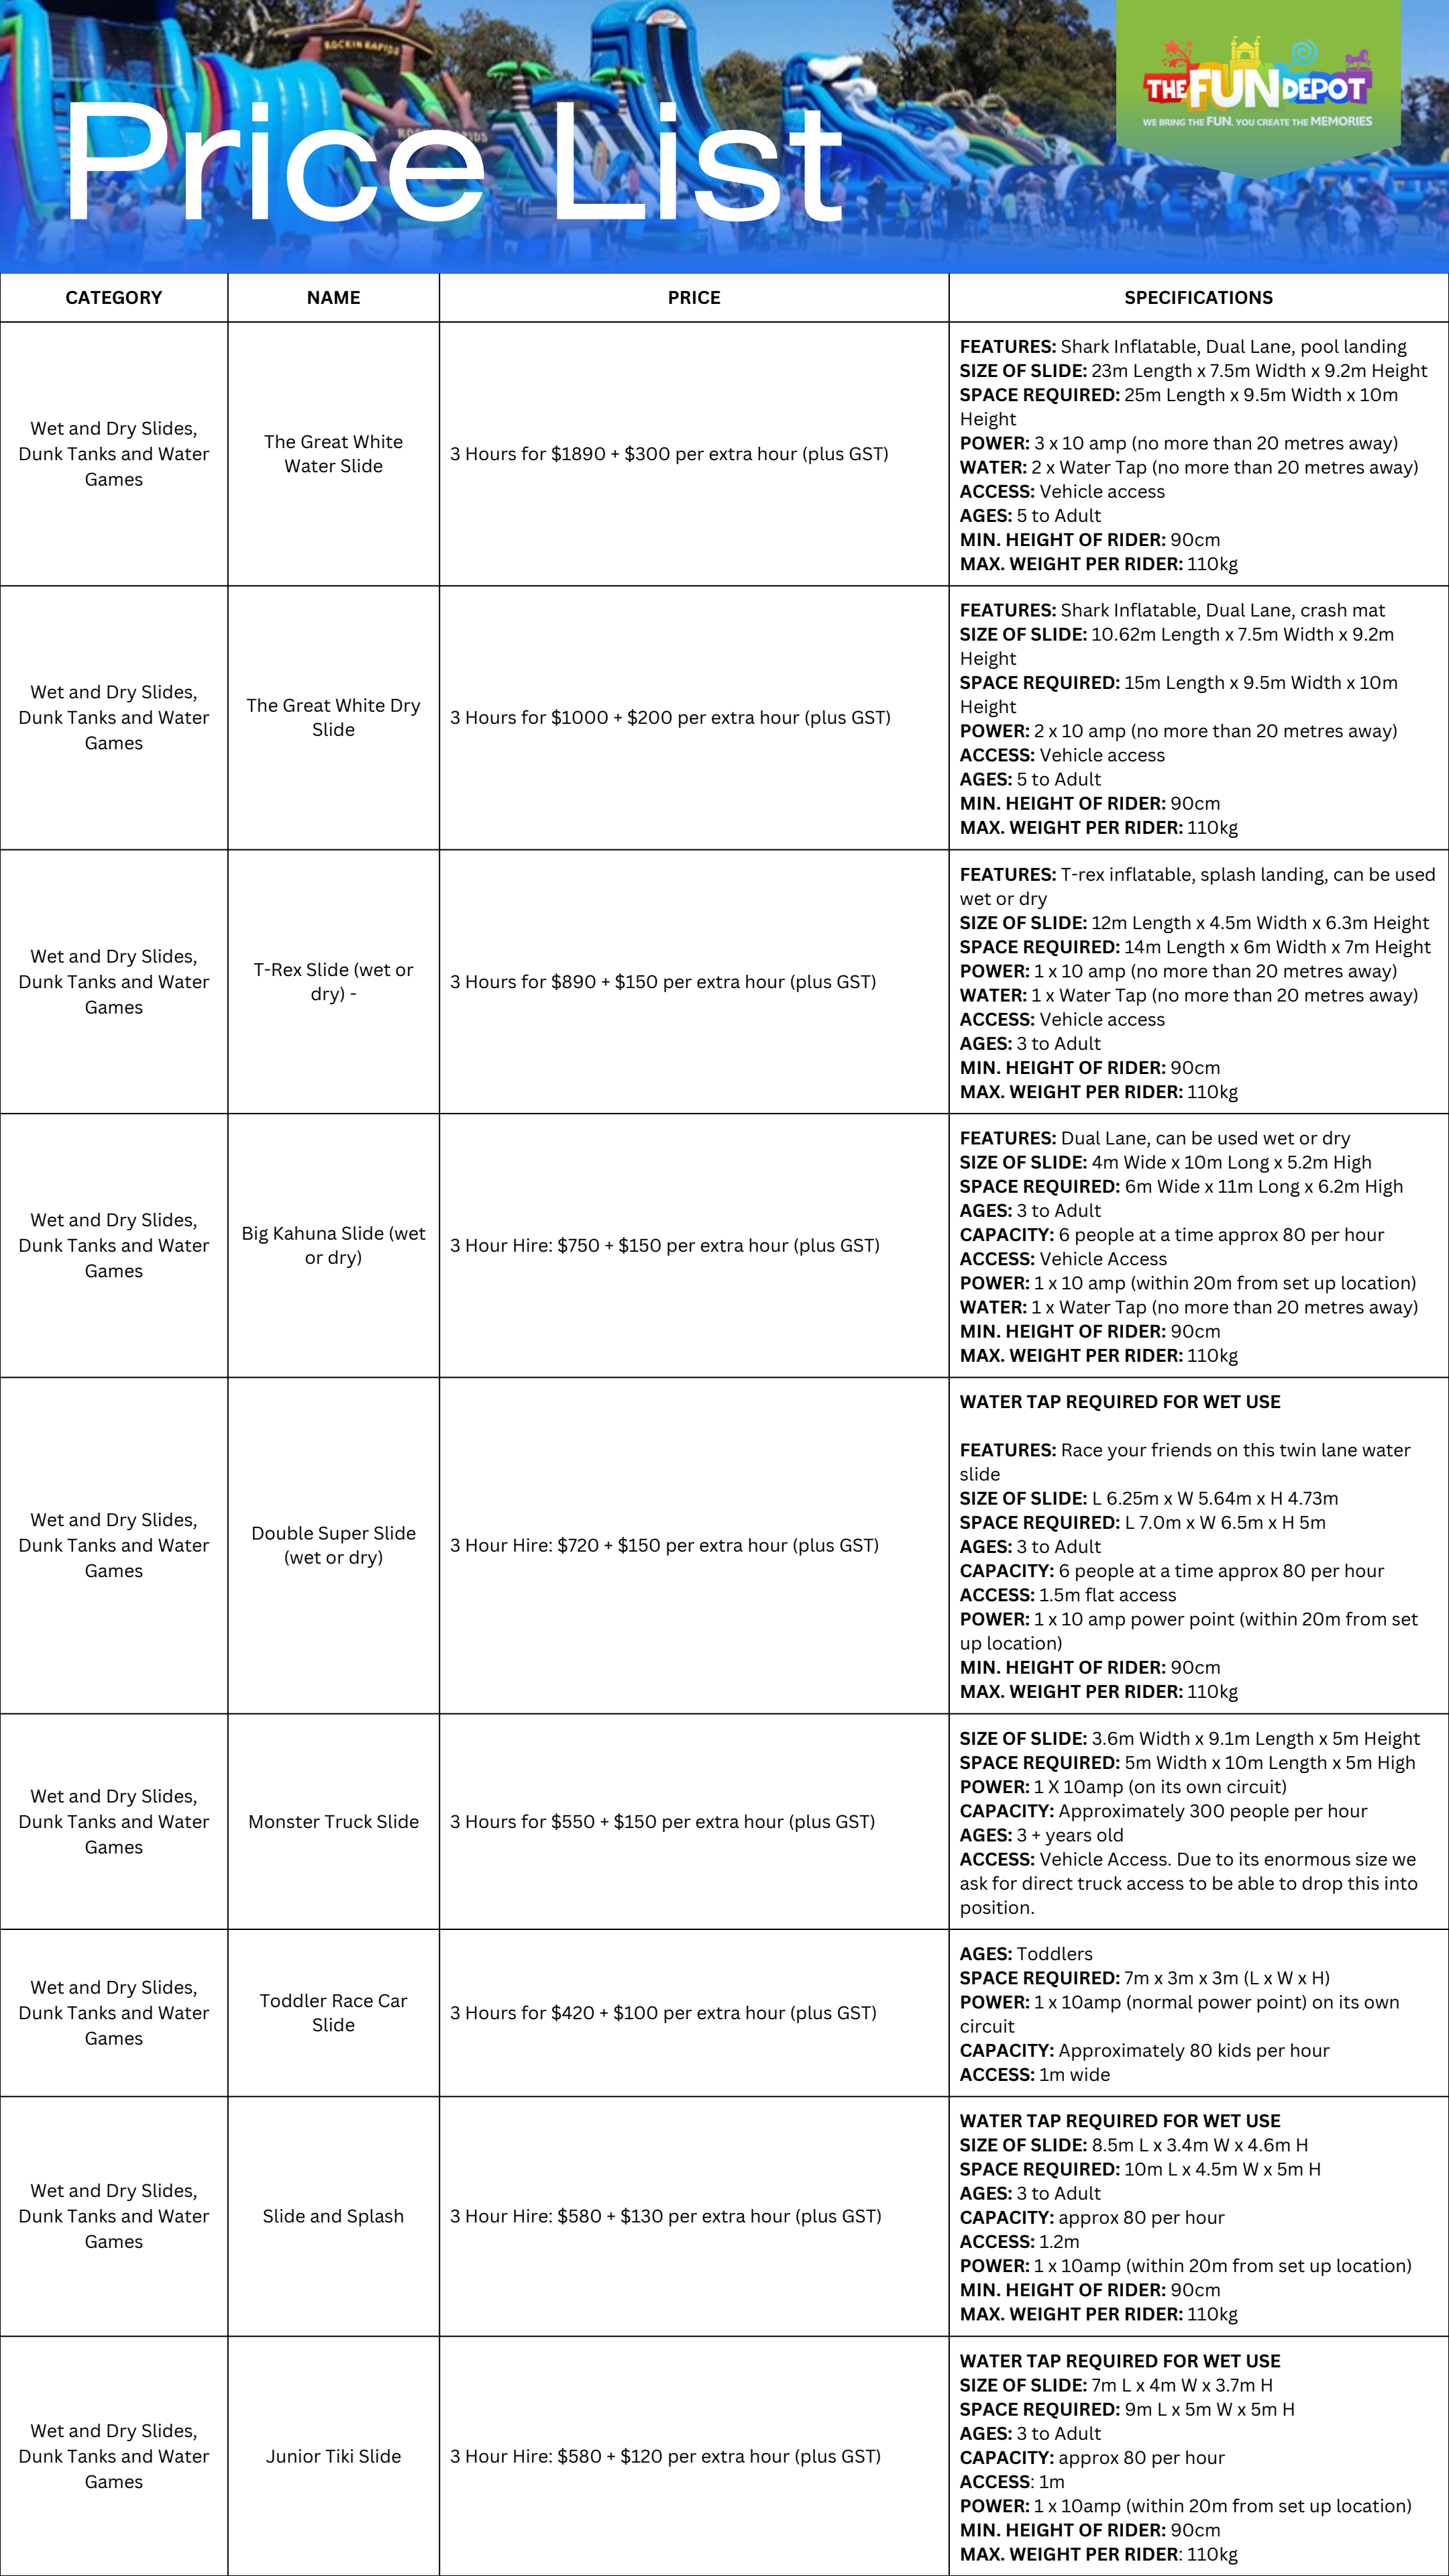 ROCKIN RAPIDS
ROCKIN RAPIDS
THE FUN DEPOT
WE BRING THE FUN. YOU CREATE THE MEMORIES
Price List
CATEGORY
NAME
PRICE
SPECIFICATIONS
Wet and Dry Slides,
Dunk Tanks and Water
Games
The Great White
Water Slide
3 Hours for $1890 + $300 per extra hour (plus GST)
FEATURES: Shark Inflatable, Dual Lane, pool landing
SIZE OF SLIDE: 23m Length x 7.5m Width x 9.2m Height
SPACE REQUIRED: 25m Length x 9.5m Width x 10m
Height
POWER: 3 x 10 amp (no more than 20 metres away)
WATER: 2 x Water Tap (no more than 20 metres away)
ACCESS: Vehicle access
AGES: 5 to Adult
MIN. HEIGHT OF RIDER: 90cm
MAX. WEIGHT PER RIDER: 110kg
Wet and Dry Slides,
Dunk Tanks and Water
Games
The Great White Dry
Slide
3 Hours for $1000 + $200 per extra hour (plus GST)
FEATURES: Shark Inflatable, Dual Lane, crash mat
SIZE OF SLIDE: 10.62m Length x 7.5m Width x 9.2m
Height
SPACE REQUIRED: 15m Length x 9.5m Width x 10m
Height
POWER: 2 x 10 amp (no more than 20 metres away)
ACCESS: Vehicle access
AGES: 5 to Adult
MIN. HEIGHT OF RIDER: 90cm
MAX. WEIGHT PER RIDER: 110kg
Wet and Dry Slides,
Dunk Tanks and Water
Games
T-Rex Slide (wet or
dry) -
3 Hours for $890 + $150 per extra hour (plus GST)
FEATURES: T-rex inflatable, splash landing, can be used
wet or dry
SIZE OF SLIDE: 12m Length x 4.5m Width x 6.3m Height
SPACE REQUIRED: 14m Length x 6m Width x 7m Height
POWER: 1 x 10 amp (no more than 20 metres away)
WATER: 1 x Water Tap (no more than 20 metres away)
ACCESS: Vehicle access
AGES: 3 to Adult
MIN. HEIGHT OF RIDER: 90cm
MAX. WEIGHT PER RIDER: 110kg
Wet and Dry Slides,
Dunk Tanks and Water
Games
Big Kahuna Slide (wet
or dry)
3 Hour Hire: $750 + $150 per extra hour (plus GST)
FEATURES: Dual Lane, can be used wet or dry
SIZE OF SLIDE: 4m Wide x 10m Long x 5.2m High
SPACE REQUIRED: 6m Wide x 11m Long x 6.2m High
AGES: 3 to Adult
CAPACITY: 6 people at a time approx 80 per hour
ACCESS: Vehicle Access
POWER: 1 x 10 amp (within 20m from set up location)
WATER: 1 x Water Tap (no more than 20 metres away)
MIN. HEIGHT OF RIDER: 90cm
MAX. WEIGHT PER RIDER: 110kg
Wet and Dry Slides,
Dunk Tanks and Water
Games
Double Super Slide
(wet or dry)
3 Hour Hire: $720 + $150 per extra hour (plus GST)
WATER TAP REQUIRED FOR WET USE
FEATURES: Race your friends on this twin lane water
slide
SIZE OF SLIDE: L 6.25m x W 5.64m x H 4.73m
SPACE REQUIRED: L 7.0m x W 6.5m x H 5m
AGES: 3 to Adult
CAPACITY: 6 people at a time approx 80 per hour
ACCESS: 1.5m flat access
POWER: 1 x 10 amp power point (within 20m from set
up location)
MIN. HEIGHT OF RIDER: 90cm
MAX. WEIGHT PER RIDER: 110kg
Wet and Dry Slides,
Dunk Tanks and Water
Games
Monster Truck Slide
3 Hours for $550 + $150 per extra hour (plus GST)
SIZE OF SLIDE: 3.6m Width x 9.1m Length x 5m Height
SPACE REQUIRED: 5m Width x 10m Length x 5m High
POWER: 1 X 10amp (on its own circuit)
CAPACITY: Approximately 300 people per hour
AGES: 3 + years old
ACCESS: Vehicle Access. Due to its enormous size we
ask for direct truck access to be able to drop this into
position.
Wet and Dry Slides,
Dunk Tanks and Water
Games
Toddler Race Car
Slide
3 Hours for $420 + $100 per extra hour (plus GST)
AGES: Toddlers
SPACE REQUIRED: 7m x 3m x 3m (L x W x H)
POWER: 1 x 10amp (normal power point) on its own
circuit
CAPACITY: Approximately 80 kids per hour
ACCESS: 1m wide
Wet and Dry Slides,
Dunk Tanks and Water
Games
Slide and Splash
3 Hour Hire: $580 + $130 per extra hour (plus GST)
WATER TAP REQUIRED FOR WET USE
SIZE OF SLIDE: 8.5m L x 3.4m W x 4.6m H
SPACE REQUIRED: 10m L x 4.5m W x 5m H
AGES: 3 to Adult
CAPACITY: approx 80 per hour
ACCESS: 1.2m
POWER: 1 x 10amp (within 20m from set up location)
MIN. HEIGHT OF RIDER: 90cm
MAX. WEIGHT PER RIDER: 110kg
Wet and Dry Slides,
Dunk Tanks and Water
Games
Junior Tiki Slide
3 Hour Hire: $580 + $120 per extra hour (plus GST)
WATER TAP REQUIRED FOR WET USE
SIZE OF SLIDE: 7m L x 4m W x 3.7m H
SPACE REQUIRED: 9m L x 5m W x 5m H
AGES: 3 to Adult
CAPACITY: approx 80 per hour
ACCESS: 1m
POWER: 1 x 10amp (within 20m from set up location)
MIN. HEIGHT OF RIDER: 90cm
MAX. WEIGHT PER RIDER: 110kg